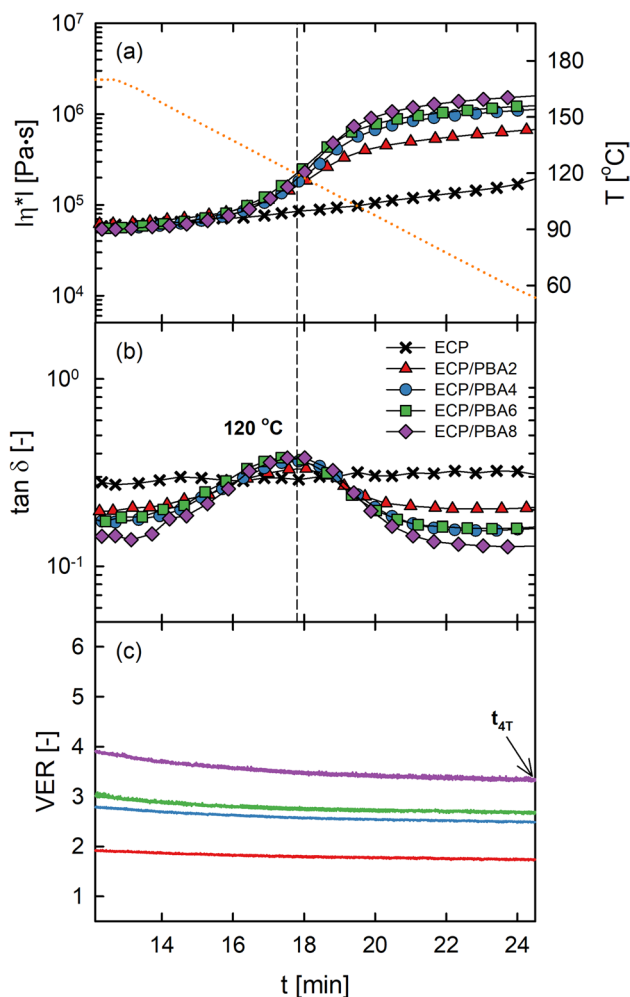 (a)
|η*| [Pa·s]
10⁷
10⁶
10⁵
10⁴
180
150
120
90
60
T [°C]
(b)
tan δ [-]
10⁰
10⁻¹
ECP
ECP/PBA2
ECP/PBA4
ECP/PBA6
ECP/PBA8
120 °C
(c)
VER [-]
6
5
4
3
2
1
t4T
14 16 18 20 22 24
t [min]